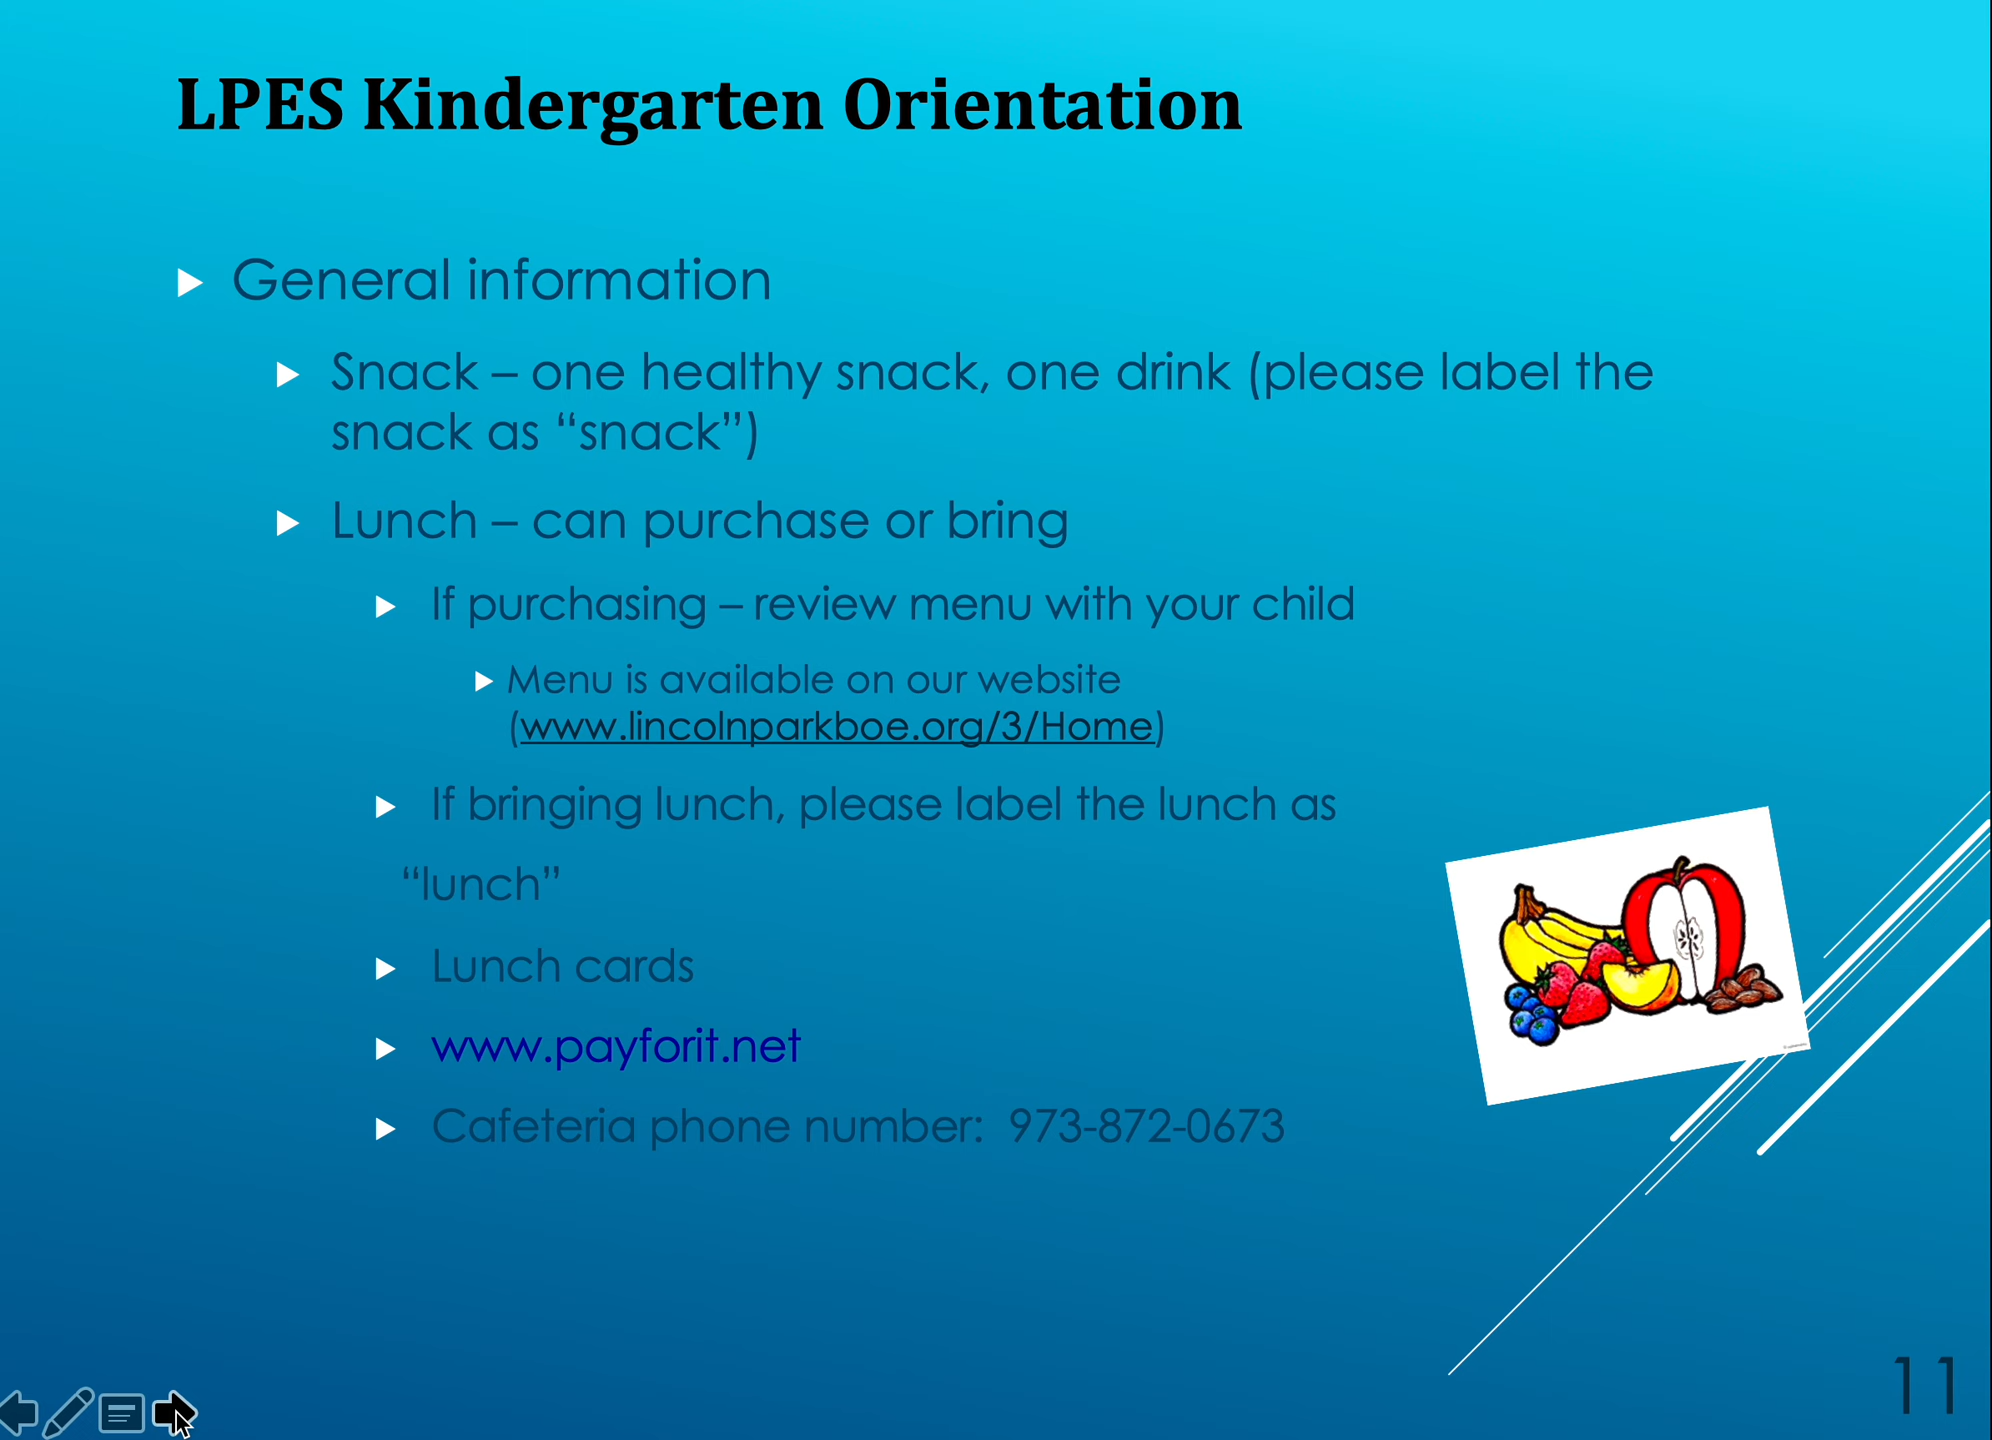 LPES Kindergarten Orientation
General information
Snack – one healthy snack, one drink (please label the
snack as “snack”)
Lunch – can purchase or bring
If purchasing – review menu with your child
Menu is available on our website
(www.lincolnparkboe.org/3/Home)
If bringing lunch, please label the lunch as
“lunch”
Lunch cards
www.payforit.net
Cafeteria phone number:  973-872-0673
11